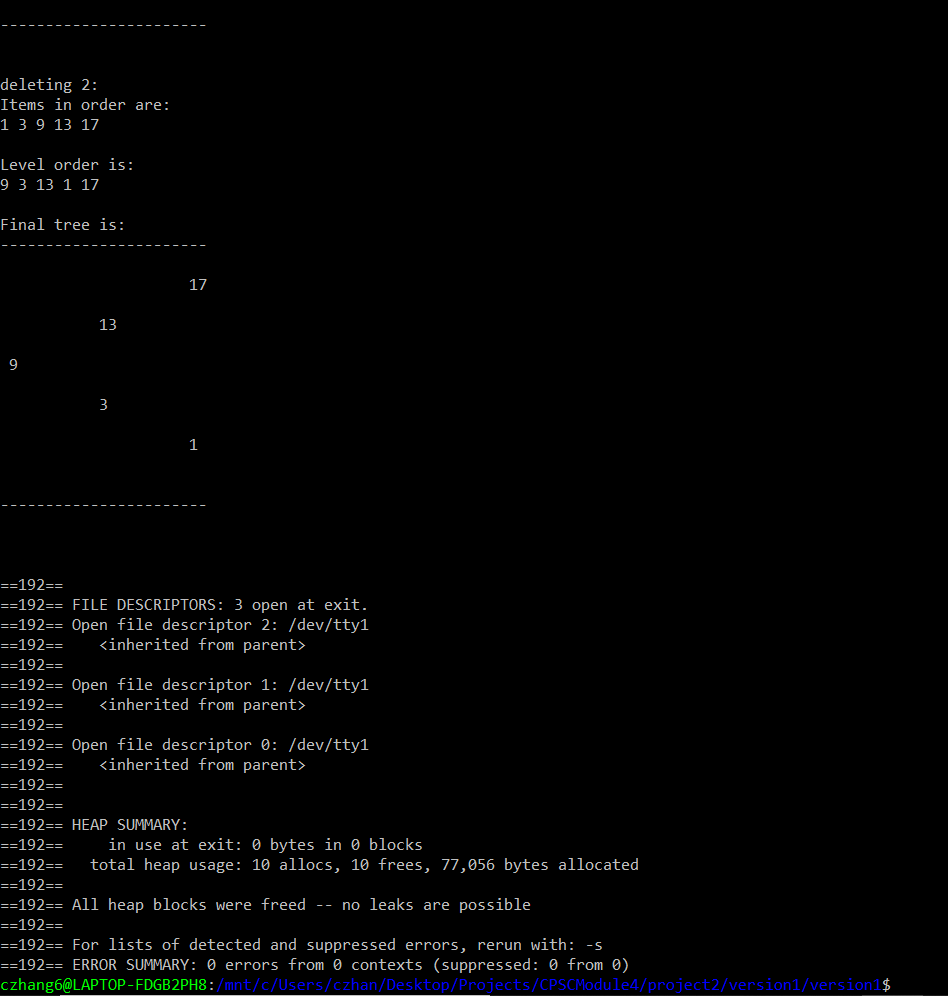 -----------------------
deleting 2:
Items in order are:
1 3 9 13 17
Level order is:
9 3 13 1 17
Final tree is:
-----------------------
17
13
9
3
1
-----------------------
==192==
==192== FILE DESCRIPTORS: 3 open at exit.
==192== Open file descriptor 2: /dev/tty1
==192==    <inherited from parent>
==192==
==192== Open file descriptor 1: /dev/tty1
==192==    <inherited from parent>
==192==
==192== Open file descriptor 0: /dev/tty1
==192==    <inherited from parent>
==192==
==192==
==192== HEAP SUMMARY:
==192==     in use at exit: 0 bytes in 0 blocks
==192==   total heap usage: 10 allocs, 10 frees, 77,056 bytes allocated
==192==
==192== All heap blocks were freed -- no leaks are possible
==192==
==192== For lists of detected and suppressed errors, rerun with: -s
==192== ERROR SUMMARY: 0 errors from 0 contexts (suppressed: 0 from 0)
czhang6@LAPTOP-FDGB2PH8:/mnt/c/Users/czhan/Desktop/Projects/CPSCModule4/project2/version1/version1$